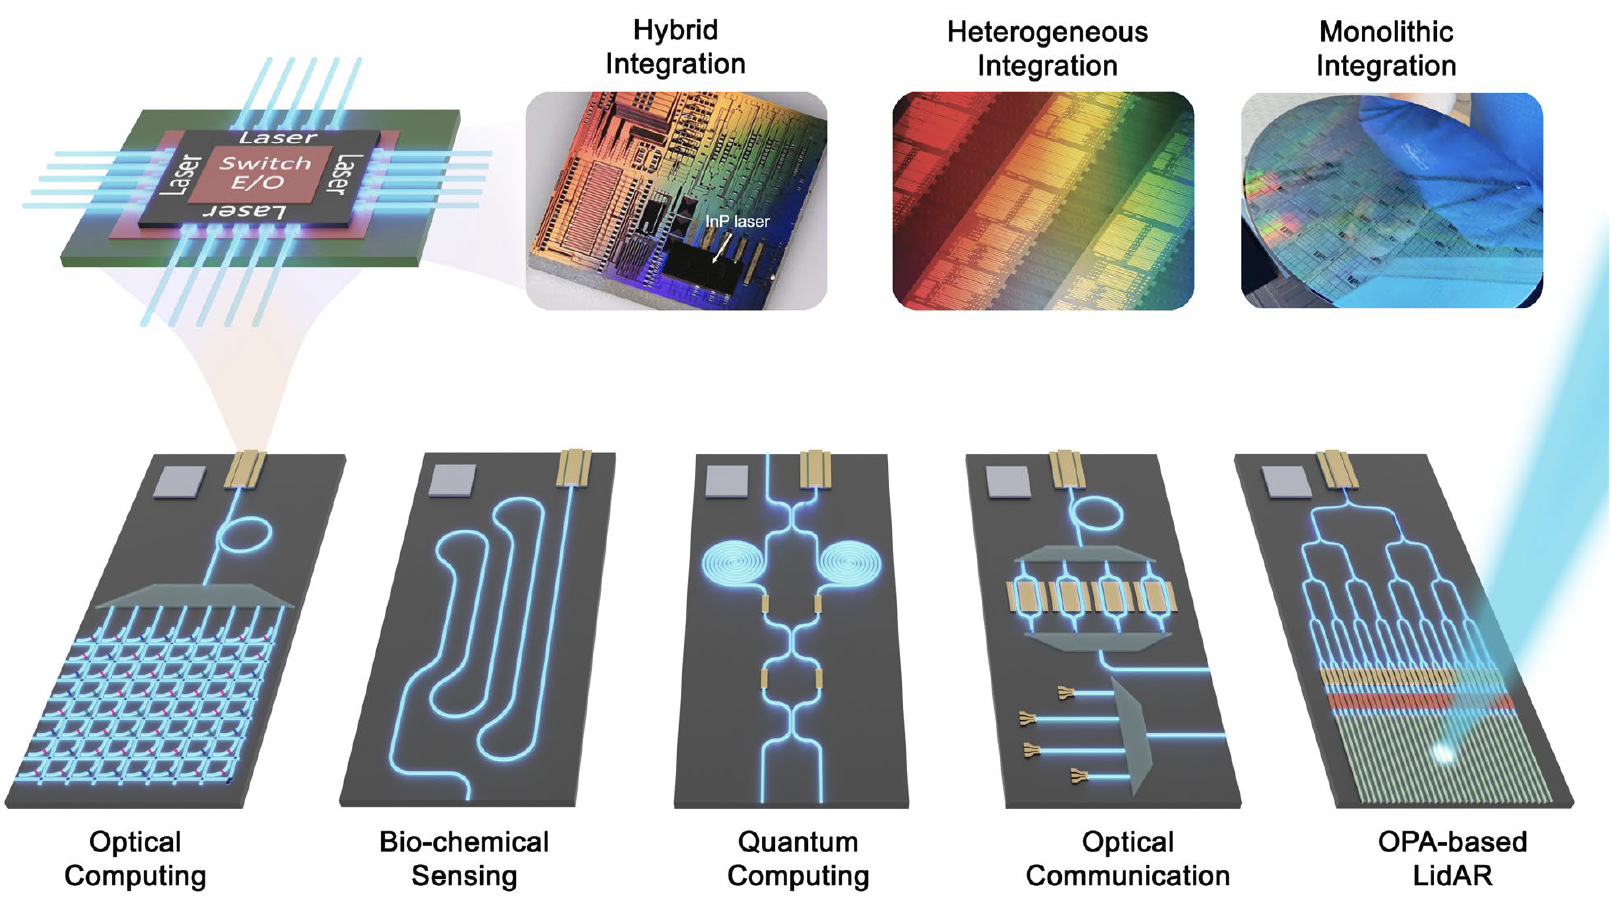 Hybrid
Integration
Heterogeneous
Integration
Monolithic
Integration
Laser
Laser
Switch
E/O
Laser
Laser
InP laser
Optical
Computing
Bio-chemical
Sensing
Quantum
Computing
Optical
Communication
OPA-based
LidAR